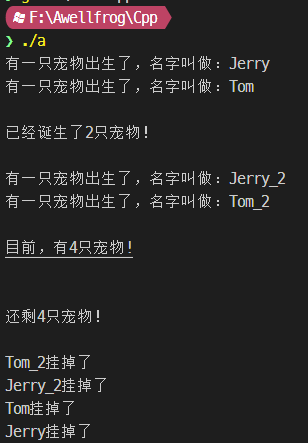 F:\Awellfrog\Cpp
❯ ./a
有一只宠物出生了，名字叫做：Jerry
有一只宠物出生了，名字叫做：Tom
已经诞生了2只宠物！
有一只宠物出生了，名字叫做：Jerry_2
有一只宠物出生了，名字叫做：Tom_2
目前，有4只宠物！
还剩4只宠物！
Tom_2挂掉了
Jerry_2挂掉了
Tom挂掉了
Jerry挂掉了